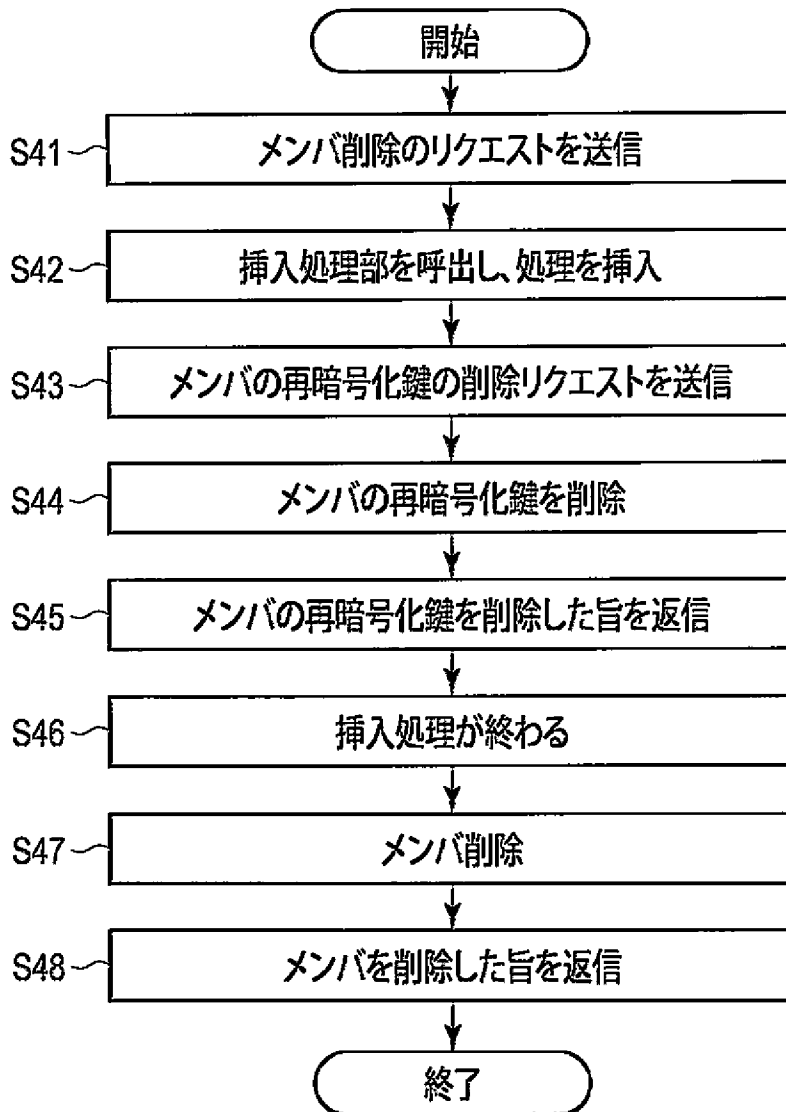 開始
S41 メンバ削除のリクエストを送信
S42 挿入処理部を呼出し、処理を挿入
S43 メンバの再暗号化鍵の削除リクエストを送信
S44 メンバの再暗号化鍵を削除
S45 メンバの再暗号化鍵を削除した旨を返信
S46 挿入処理が終わる
S47 メンバ削除
S48 メンバを削除した旨を返信
終了